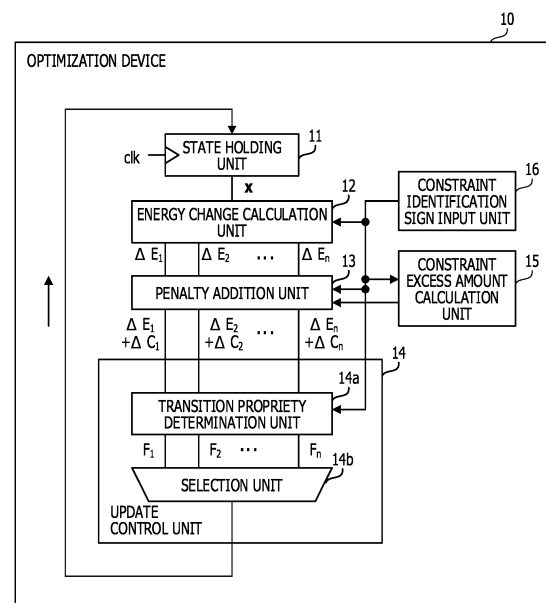 10
OPTIMIZATION DEVICE
clk
STATE HOLDING
UNIT
11
x
16
CONSTRAINT
IDENTIFICATION
SIGN INPUT UNIT
12
ENERGY CHANGE CALCULATION
UNIT
Δ E1 Δ E2 ... Δ En
13
PENALTY ADDITION UNIT
15
CONSTRAINT
EXCESS AMOUNT
CALCULATION
UNIT
Δ E1 Δ E2 ... Δ En
+Δ C1 +Δ C2 +Δ Cn
14
14a
TRANSITION PROPRIETY
DETERMINATION UNIT
F1 F2 ... Fn
14b
SELECTION UNIT
UPDATE
CONTROL UNIT